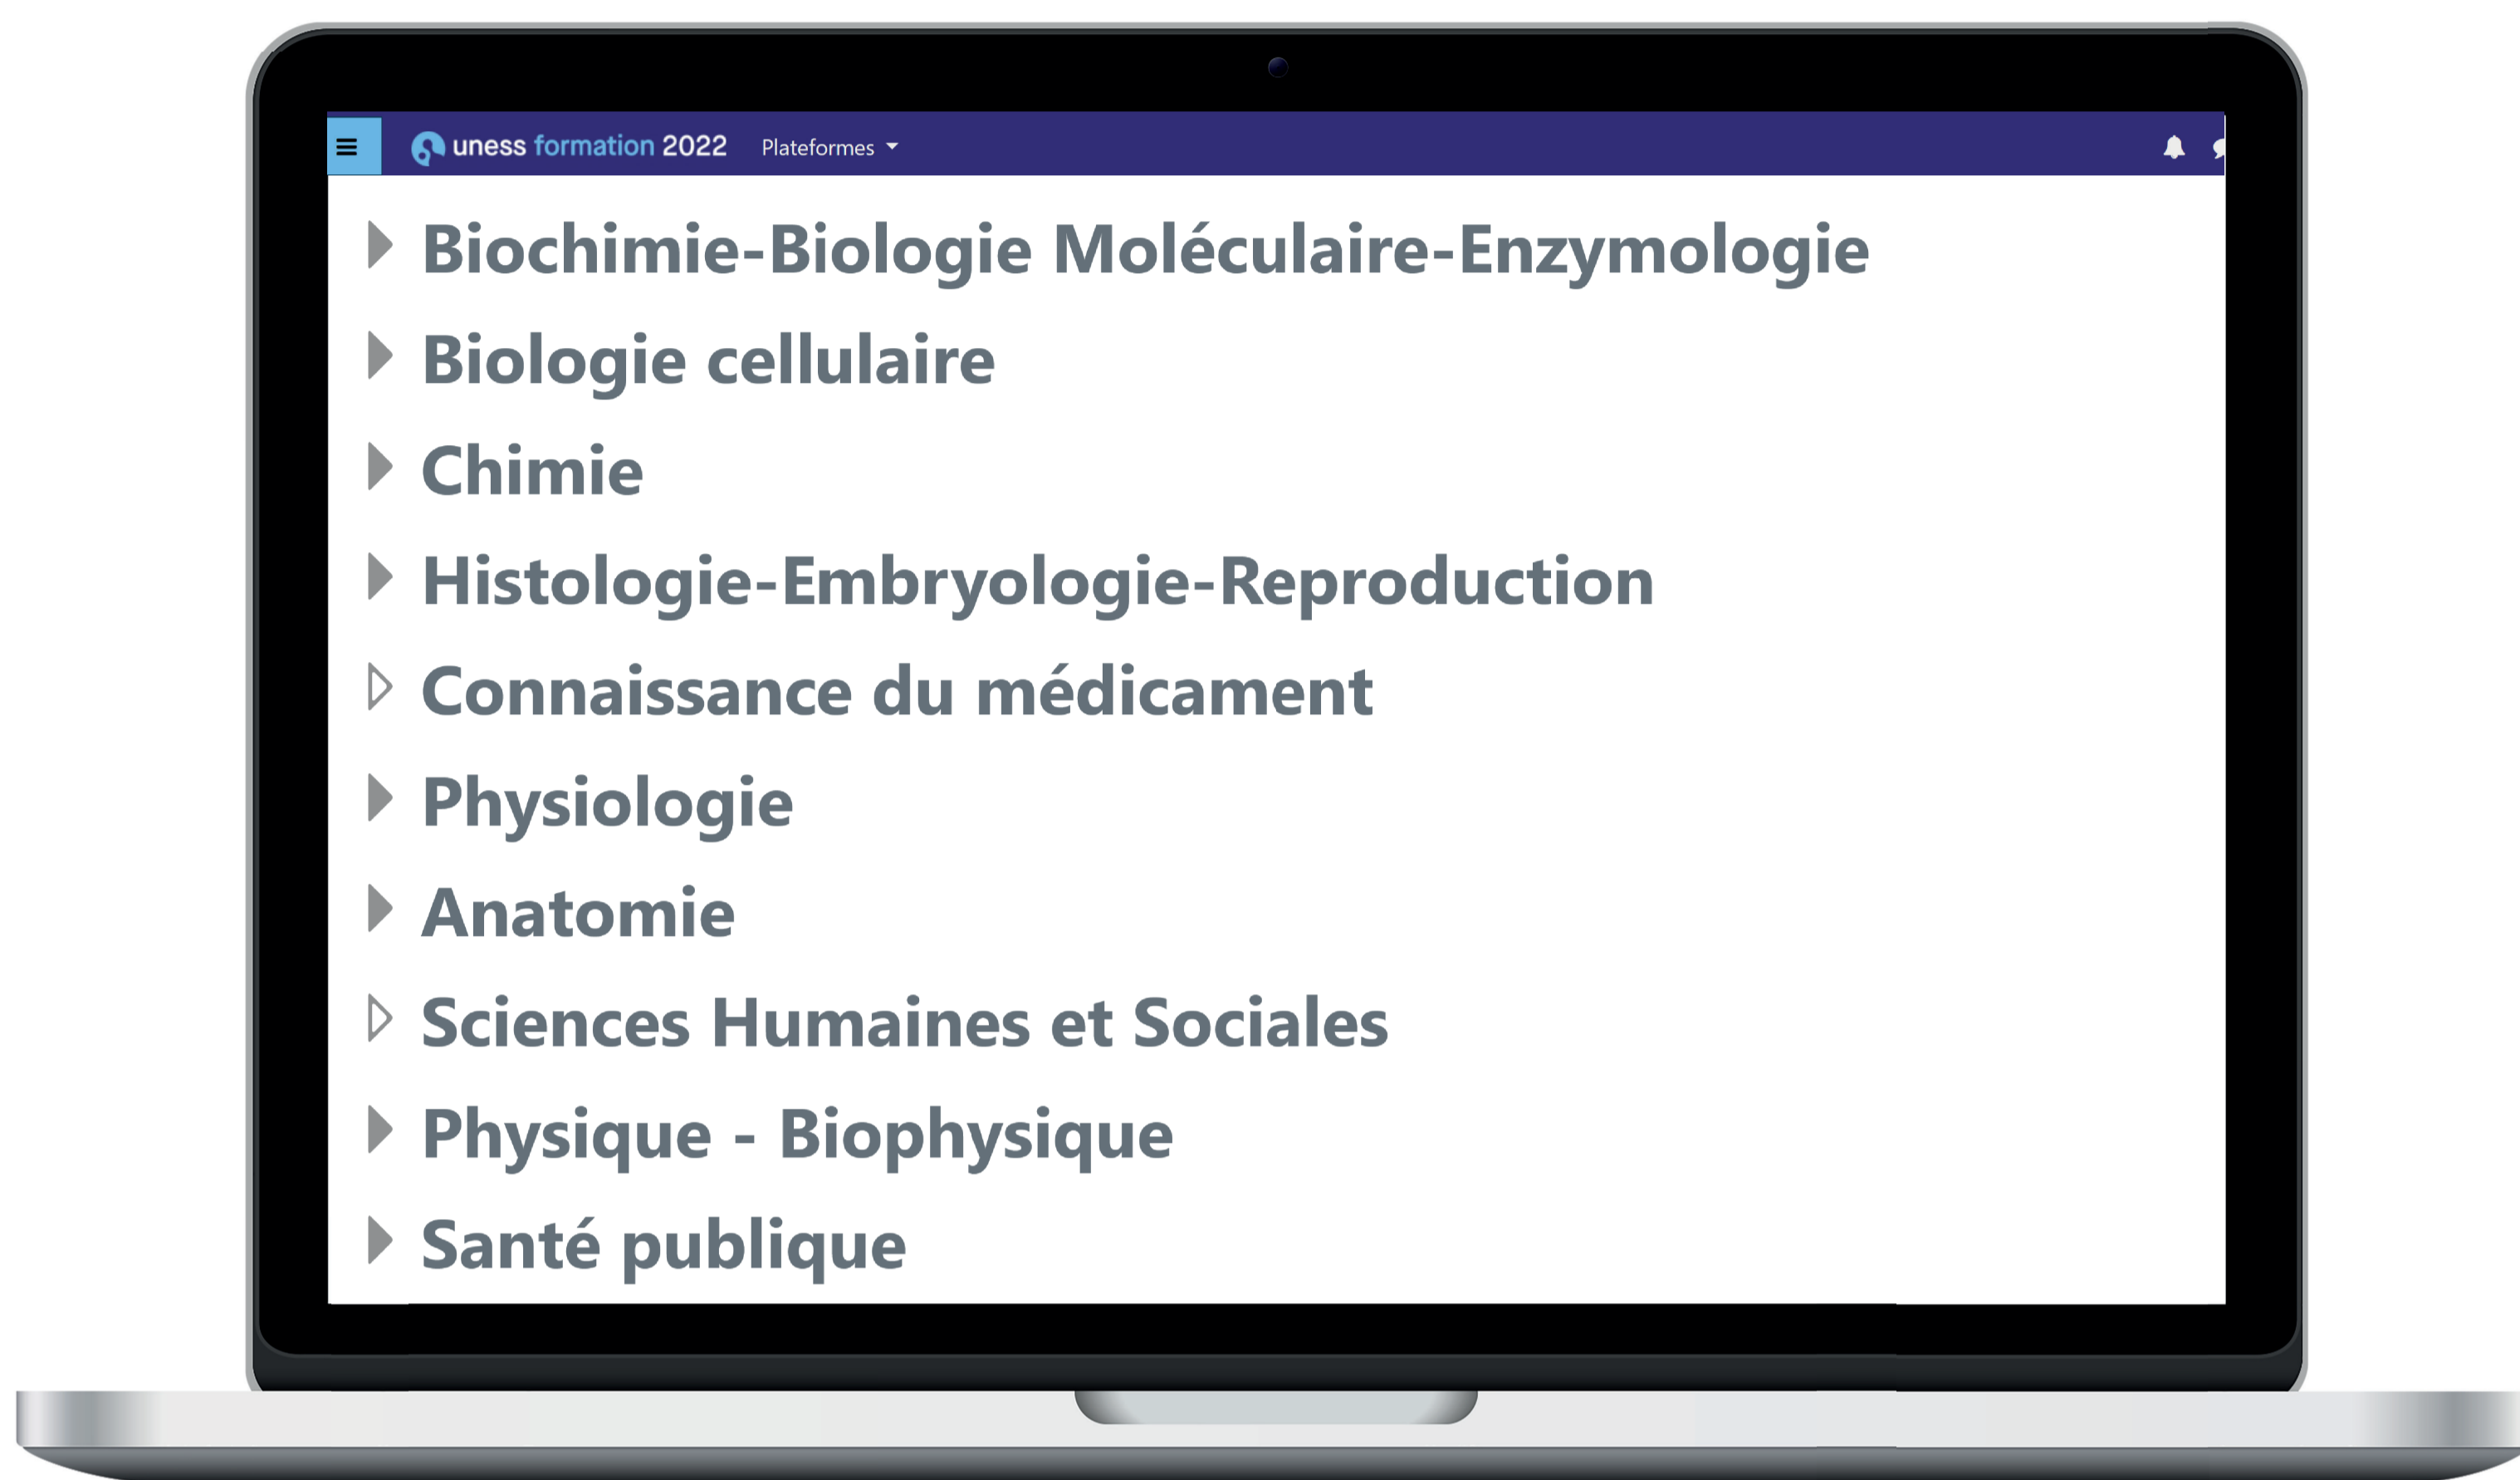 uness formation 2022 Plateformes
Biochimie-Biologie Moléculaire-Enzymologie
Biologie cellulaire
Chimie
Histologie-Embryologie-Reproduction
Connaissance du médicament
Physiologie
Anatomie
Sciences Humaines et Sociales
Physique - Biophysique
Santé publique